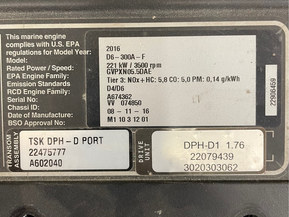 This marine engine
complies with U.S. EPA
regulations for Model Year: 2016
Model: D6-300A-F
Rated Power / Speed: 221 kW / 3500 rpm
EPA Engine Family: GVPXN05.5DAE
Emission Standards Tier 3: NOx + HC: 5,8 CO: 5,0 PM: 0,14 g/kWh
RCD Engine Family: D4/D6
Serial No: A674362
Chassi ID: VV 074850
Date of Manufacture: 08 - 11 - 16
BSO Approval No: M1 10 3 12 01
22906459
TRANSOM
ASSEMBLY
TSK DPH - D PORT
22475777
A602040
DRIVE
UNIT
DPH-D1 1.76
22079439
3020303062